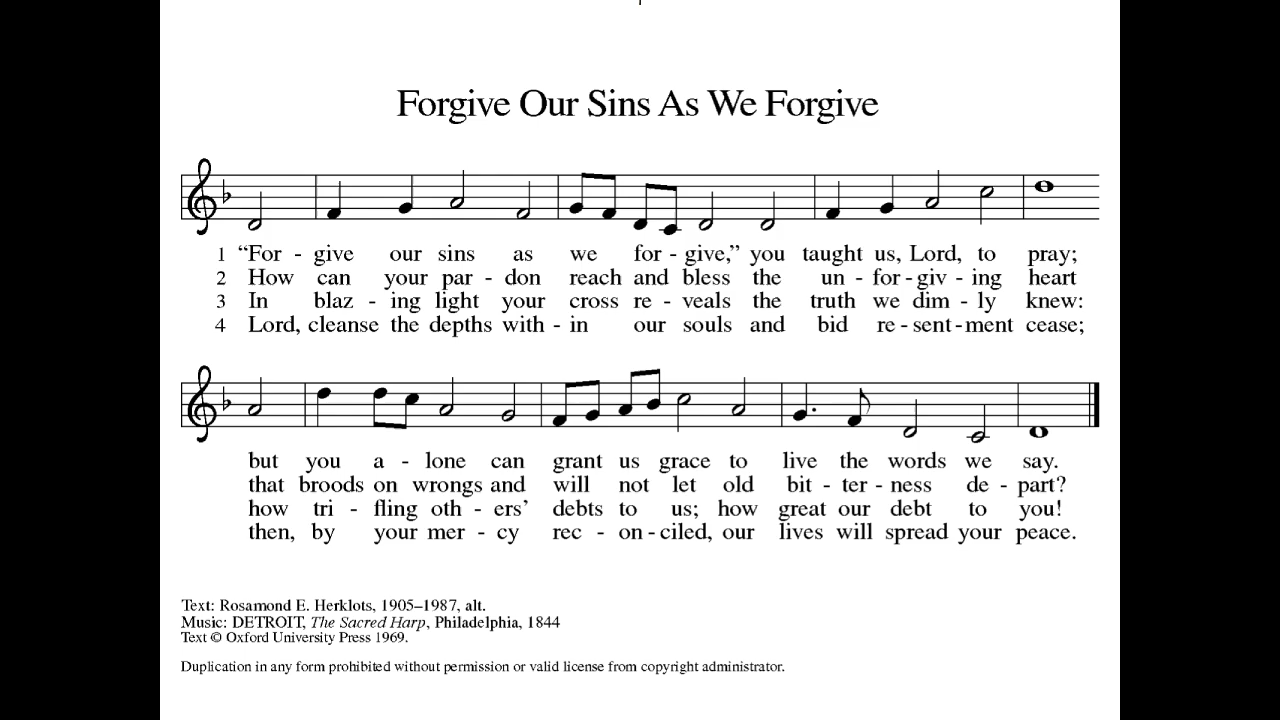 Forgive Our Sins As We Forgive
1 “For - give our sins as we for - give,” you taught us, Lord, to pray;
2 How can your par - don reach and bless the un - for - giv - ing heart
3 In blaz - ing light your cross re - veals the truth we dim - ly knew:
4 Lord, cleanse the depths with - in our souls and bid re - sent - ment cease;
but you a - lone can grant us grace to live the words we say.
that broods on wrongs and will not let old bit - ter - ness de - part?
how tri - fling oth - ers’ debts to us; how great our debt to you!
then, by your mer - cy rec - on - ciled, our lives will spread your peace.
Text: Rosamond E. Herklots, 1905–1987, alt.
Music: DETROIT, The Sacred Harp, Philadelphia, 1844
Text © Oxford University Press 1969.
Duplication in any form prohibited without permission or valid license from copyright administrator.